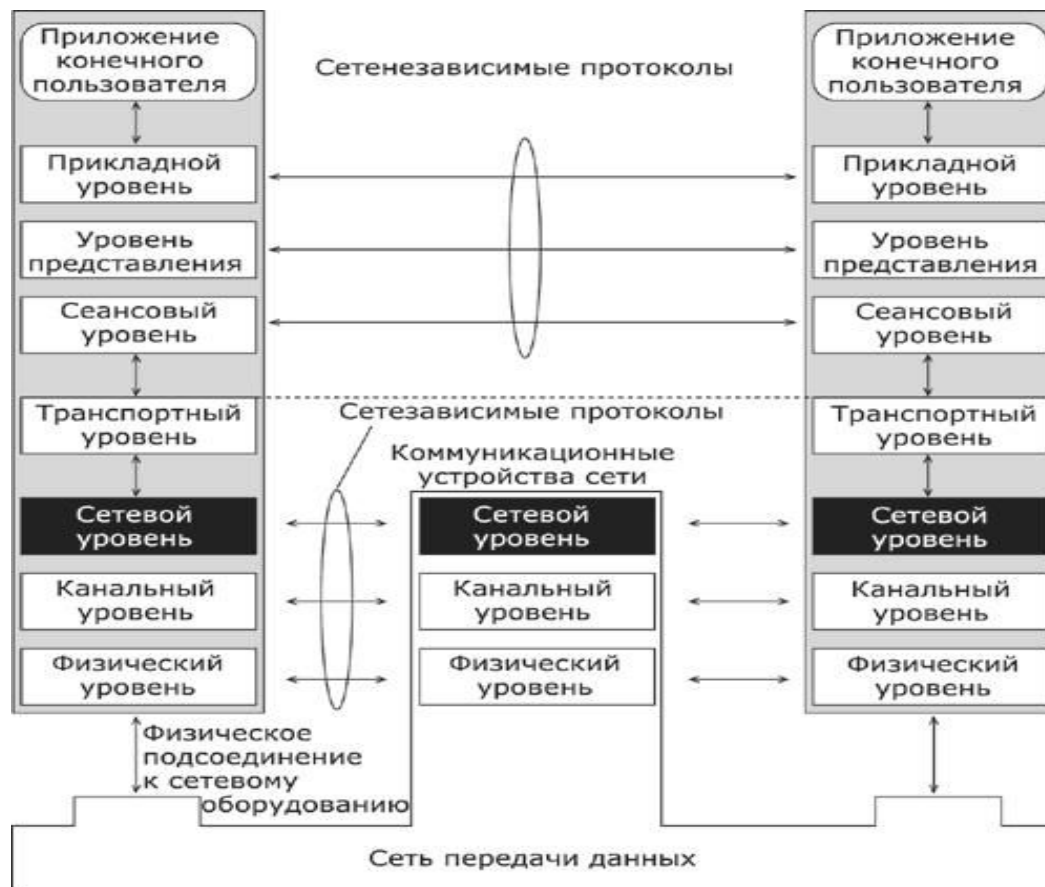 Приложение
конечного
пользователя
Сетенезависимые протоколы
Приложение
конечного
пользователя
Прикладной
уровень
Прикладной
уровень
Уровень
представления
Уровень
представления
Сеансовый
уровень
Сеансовый
уровень
Транспортный
уровень
Сетезависимые протоколы
Транспортный
уровень
Коммуникационные
устройства сети
Сетевой
уровень
Сетевой
уровень
Сетевой
уровень
Канальный
уровень
Канальный
уровень
Канальный
уровень
Физический
уровень
Физический
уровень
Физический
уровень
Физическое
подсоединение
к сетевому
оборудованию
Сеть передачи данных